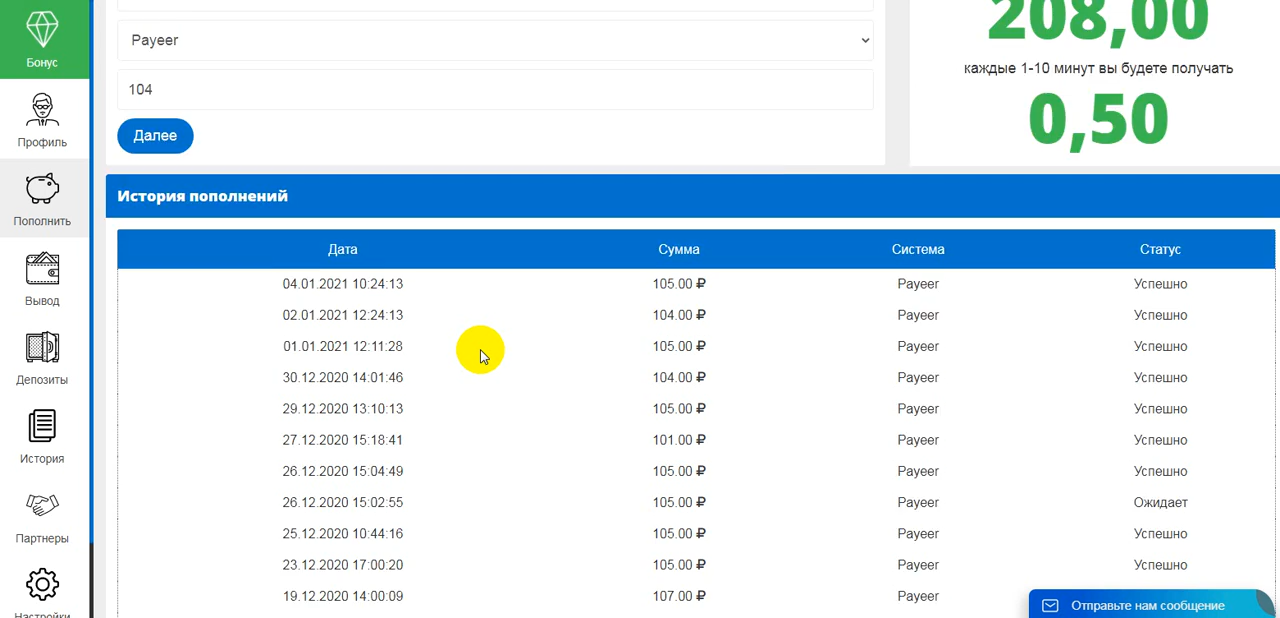 Бонус
Профиль
Пополнить
Вывод
Депозиты
История
Партнеры
Настройки
Payeer
104
Далее
208,00
каждые 1-10 минут вы будете получать
0,50
История пополнений
Дата Сумма Система Статус
04.01.2021 10:24:13 105.00 ₽ Payeer Успешно
02.01.2021 12:24:13 104.00 ₽ Payeer Успешно
01.01.2021 12:11:28 105.00 ₽ Payeer Успешно
30.12.2020 14:01:46 104.00 ₽ Payeer Успешно
29.12.2020 13:10:13 105.00 ₽ Payeer Успешно
27.12.2020 15:18:41 101.00 ₽ Payeer Успешно
26.12.2020 15:04:49 105.00 ₽ Payeer Успешно
26.12.2020 15:02:55 105.00 ₽ Payeer Ожидает
25.12.2020 10:44:16 105.00 ₽ Payeer Успешно
23.12.2020 17:00:20 105.00 ₽ Payeer Успешно
19.12.2020 14:00:09 107.00 ₽ Payeer
Отправьте нам сообщение